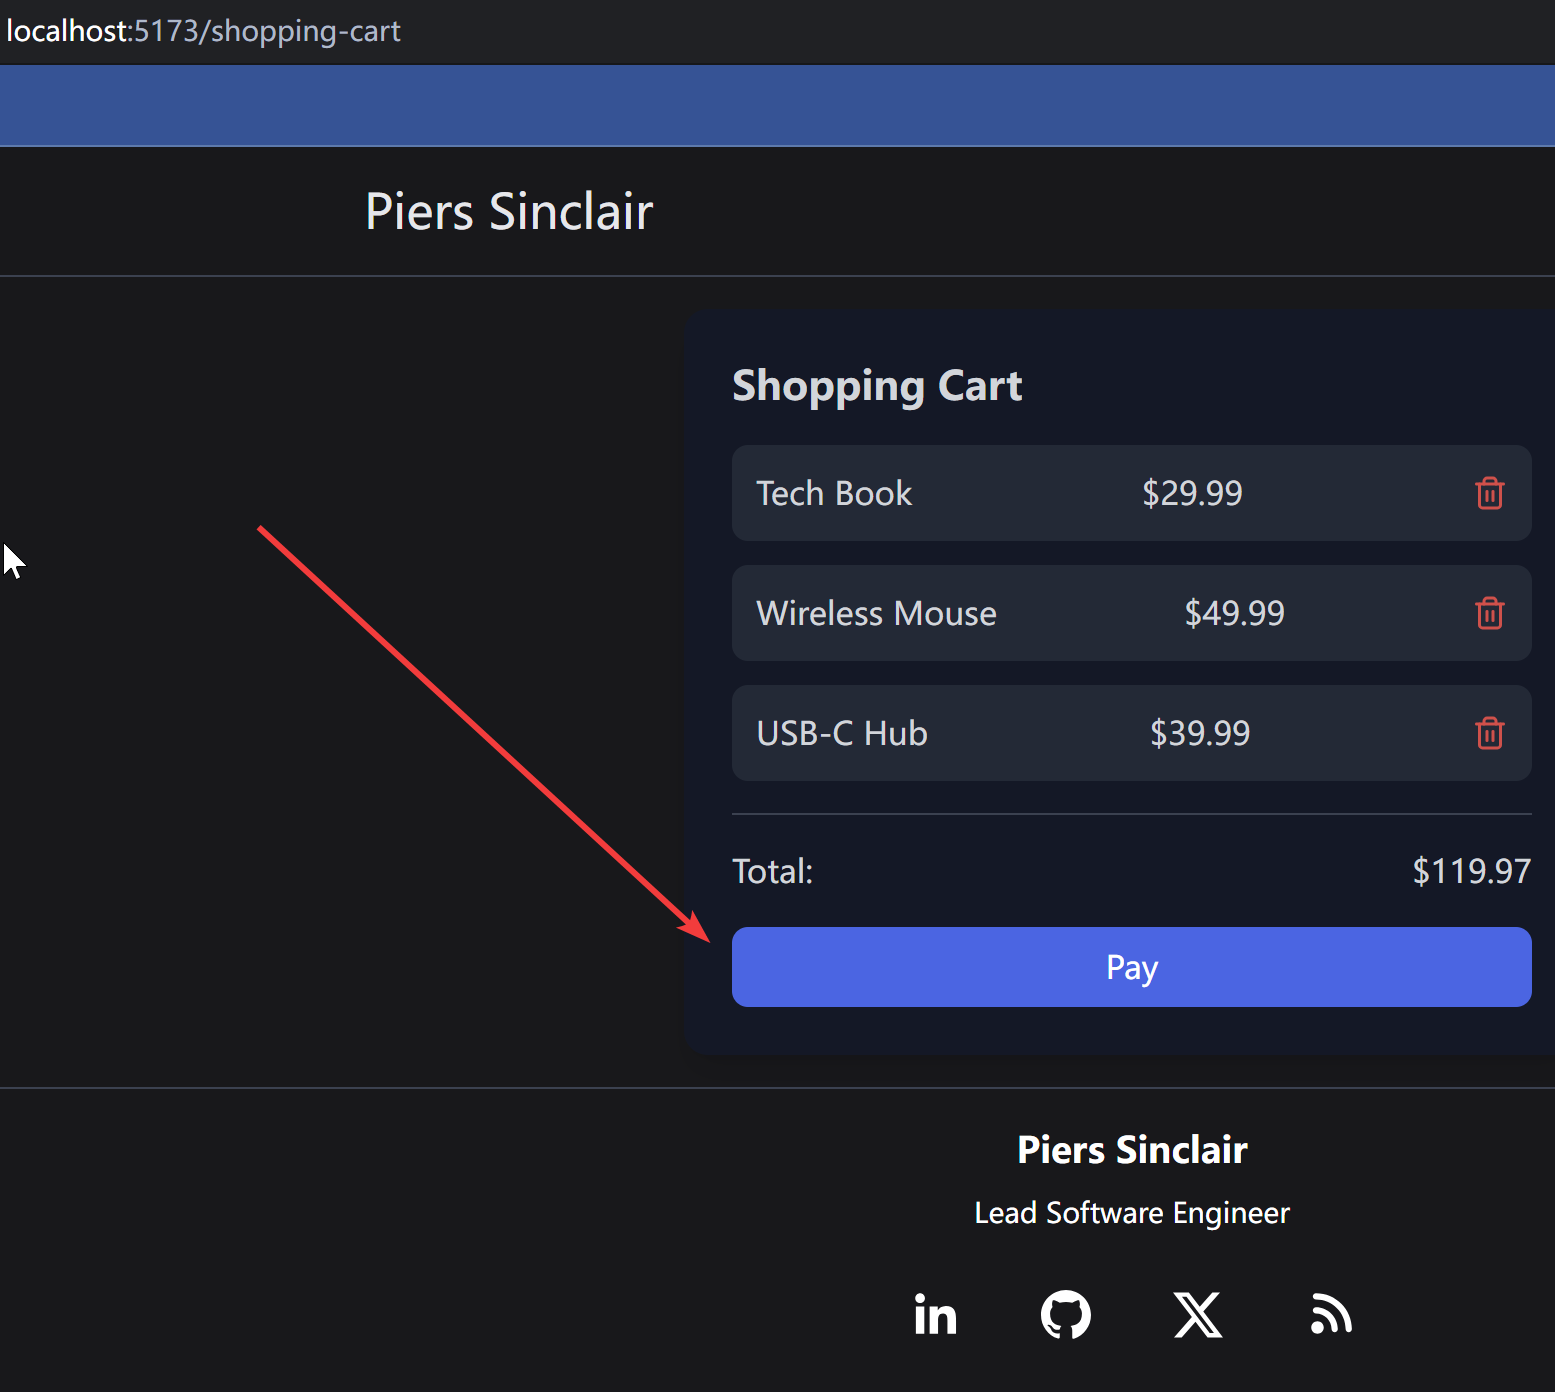 localhost:5173/shopping-cart
Piers Sinclair
Shopping Cart
Tech Book $29.99
Wireless Mouse $49.99
USB-C Hub $39.99
Total: $119.97
Pay
Piers Sinclair
Lead Software Engineer
in